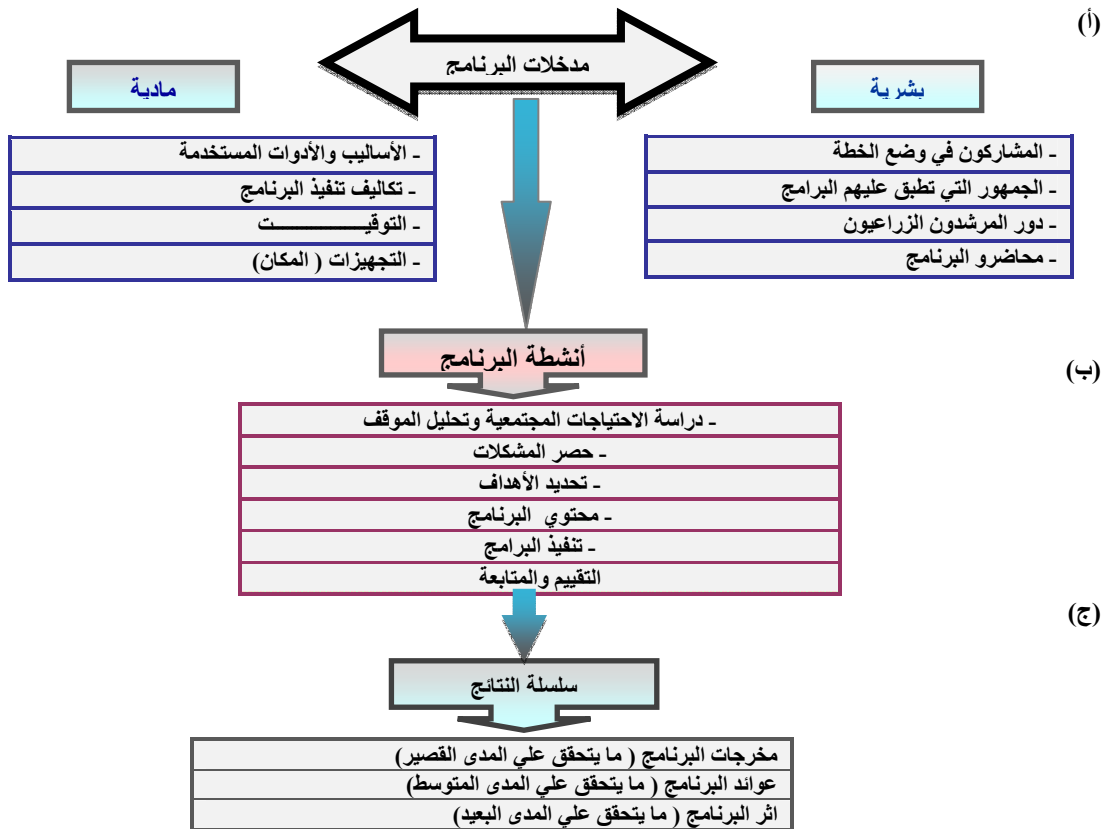 (أ)
مدخلات البرنامج
بشرية
مادية
- المشاركون في وضع الخطة
- الجمهور التي تطبق عليهم البرامج
- دور المرشدون الزراعيون
- محاضرو البرنامج
- الأساليب والأدوات المستخدمة
- تكاليف تنفيذ البرنامج
- التوقيـــــــــــــــت
- التجهيزات ( المكان)
أنشطة البرنامج
(ب)
- دراسة الاحتياجات المجتمعية وتحليل الموقف
- حصر المشكلات
- تحديد الأهداف
- محتوي البرنامج
- تنفيذ البرامج
التقييم والمتابعة
(ج)
سلسلة النتائج
مخرجات البرنامج ( ما يتحقق علي المدى القصير)
عوائد البرنامج ( ما يتحقق علي المدى المتوسط)
اثر البرنامج ( ما يتحقق علي المدى البعيد)